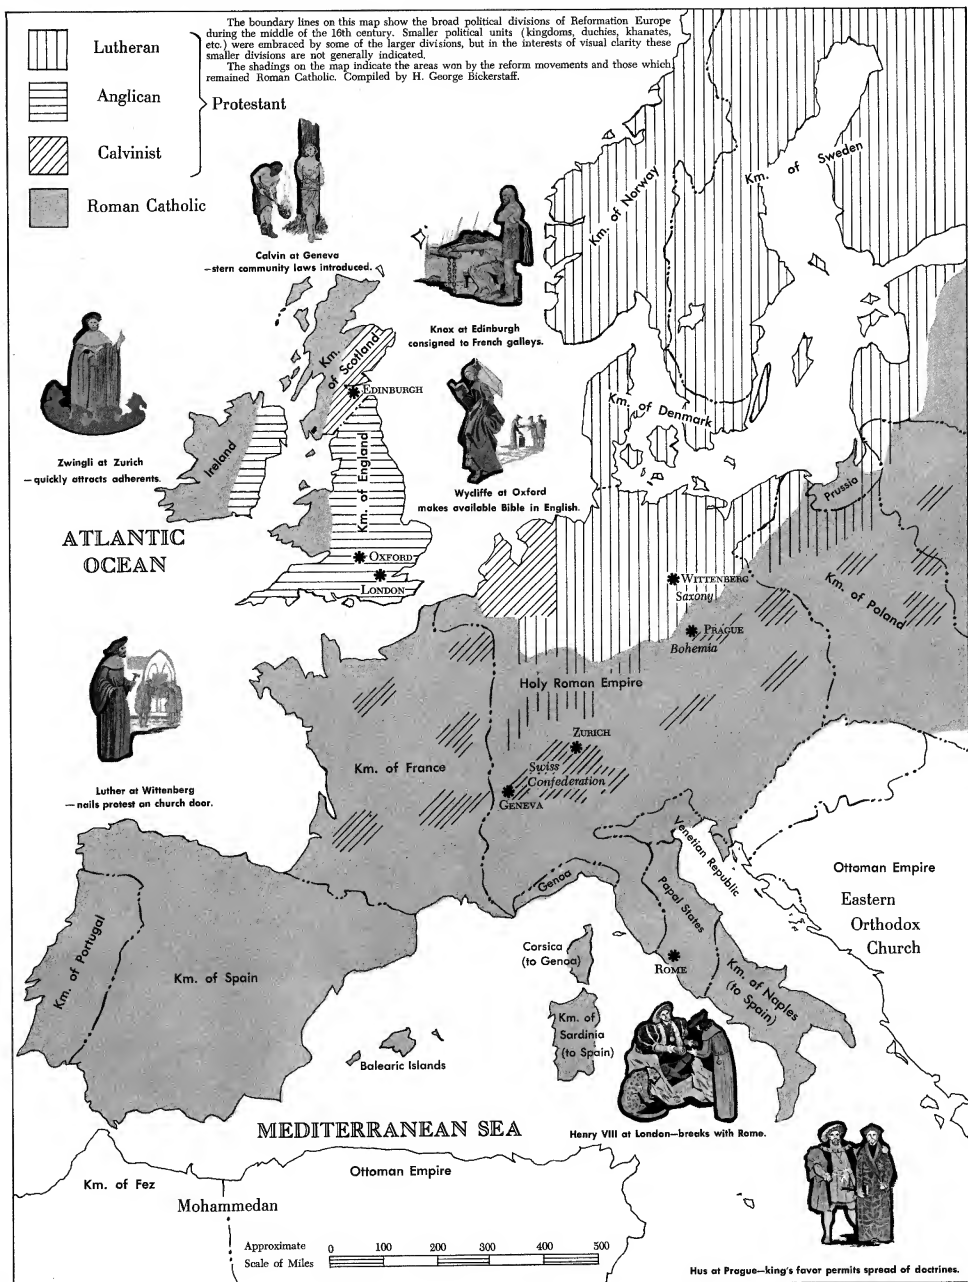 The boundary lines on this map show the broad political divisions of Reformation Europe
during the middle of the 16th century. Smaller political units (kingdoms, duchies, khanates,
etc.) were embraced by some of the larger divisions, but in the interests of visual clarity these
smaller divisions are not generally indicated.
The shadings on the map indicate the areas won by the reform movements and those which
remained Roman Catholic. Compiled by H. George Bickerstaff.
Lutheran
Anglican
Calvinist
Protestant
Roman Catholic
Calvin at Geneva
—stern community laws introduced.
Knox at Edinburgh
consigned to French galleys.
Km. of Norway
Km. of Sweden
Km.
of Scotland
EDINBURGH
Km. of Denmark
Zwingli at Zurich
—quickly attracts adherents.
Ireland
Km. of England
Wycliffe at Oxford
makes available Bible in English.
Prussia
ATLANTIC
OCEAN
OXFORD
LONDON
WITTENBERG
Saxony
Km. of Poland
PRAGUE
Bohemia
Holy Roman Empire
ZURICH
Swiss
Confederation
GENEVA
Km. of France
Luther at Wittenberg
—nails protest on church door.
Venetian Republic
Genoa
Papal States
Ottoman Empire
Eastern
Orthodox
Church
Km. of Portugal
Km. of Spain
Corsica
(to Genoa)
ROME
Km. of Naples
(to Spain)
Km. of
Sardinia
(to Spain)
Balearic Islands
MEDITERRANEAN SEA
Henry VIII at London—breaks with Rome.
Km. of Fez
Ottoman Empire
Mohammedan
Approximate
Scale of Miles
0 100 200 300 400 500
Hus at Prague—king's favor permits spread of doctrines.